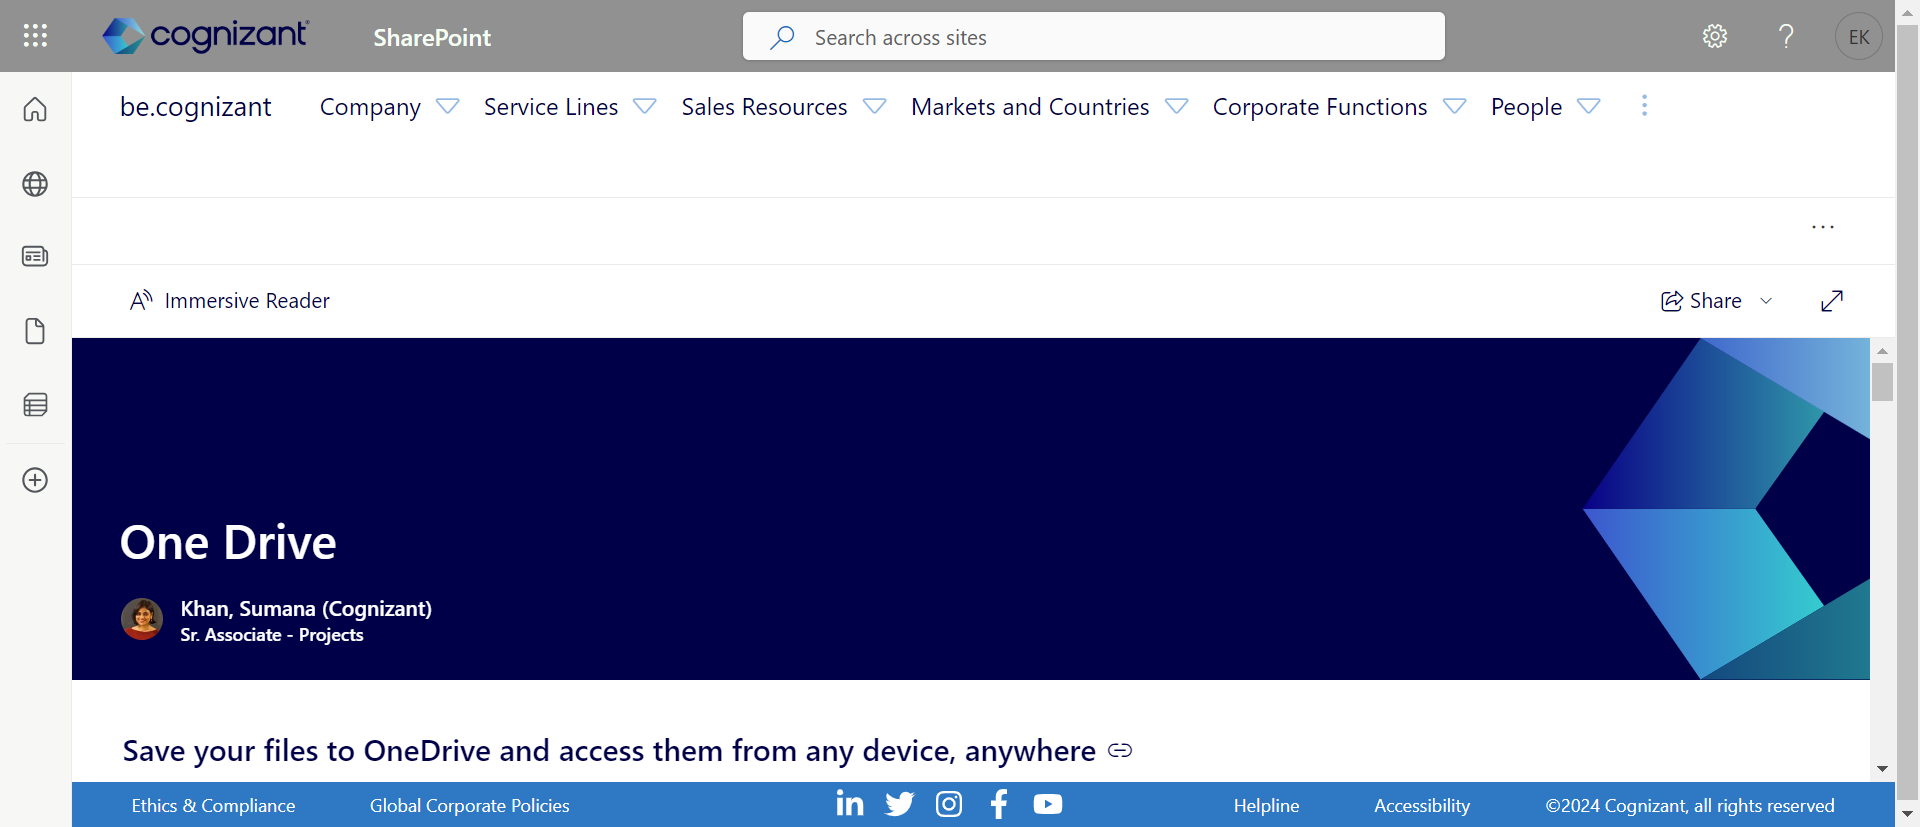 cognizant
SharePoint
Search across sites
EK
be.cognizant
Company
Service Lines
Sales Resources
Markets and Countries
Corporate Functions
People
Immersive Reader
Share
One Drive
Khan, Sumana (Cognizant)
Sr. Associate - Projects
Save your files to OneDrive and access them from any device, anywhere
Ethics & Compliance
Global Corporate Policies
Helpline
Accessibility
©2024 Cognizant, all rights reserved